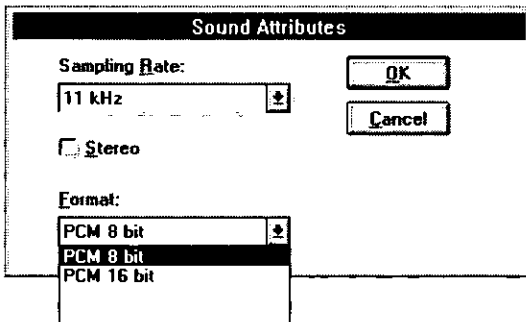 Sound Attributes
Sampling Rate:
11 kHz
OK
Cancel
Stereo
Format:
PCM 8 bit
PCM 8 bit
PCM 16 bit